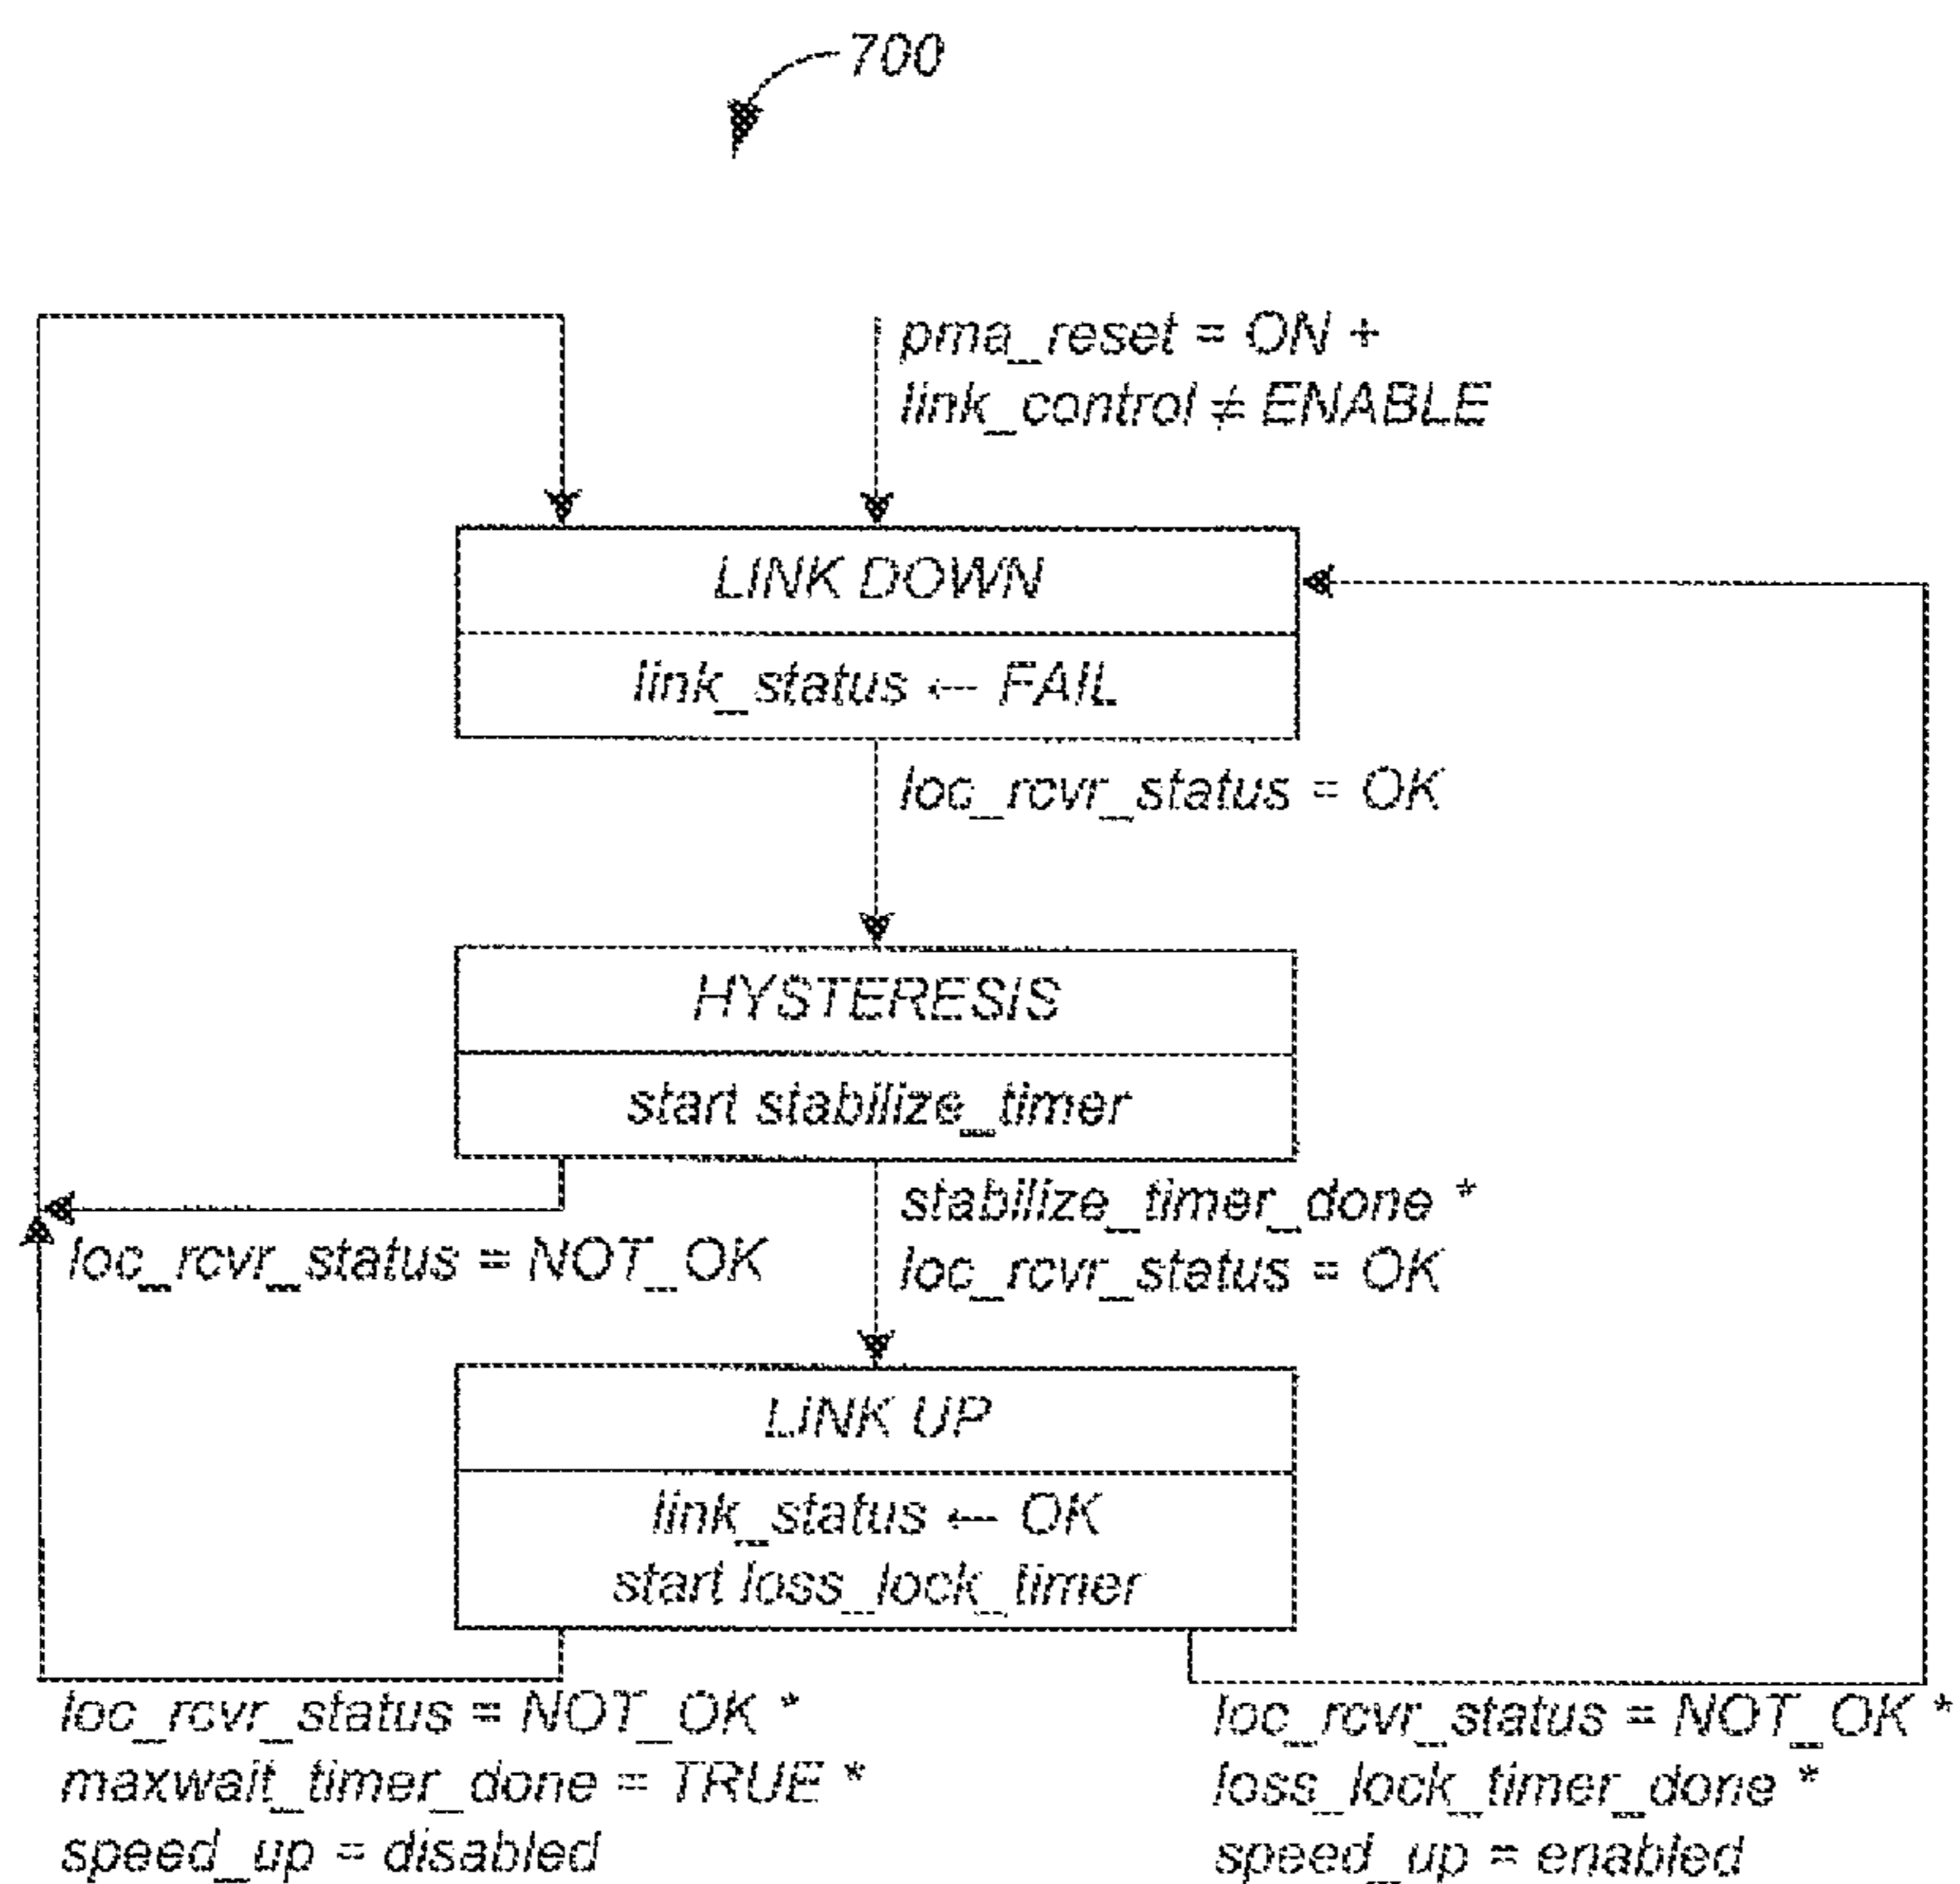 700
pma_reset = ON +
link_control ≠ ENABLE
LINK DOWN
link_status ← FAIL
loc_rcvr_status = OK
HYSTERESIS
start stabilize_timer
stabilize_timer_done *
loc_rcvr_status = OK
loc_rcvr_status = NOT_OK
LINK UP
link_status ← OK
start loss_lock_timer
loc_rcvr_status = NOT_OK *
maxwait_timer_done = TRUE *
speed_up = disabled
loc_rcvr_status = NOT_OK *
loss_lock_timer_done *
speed_up = enabled